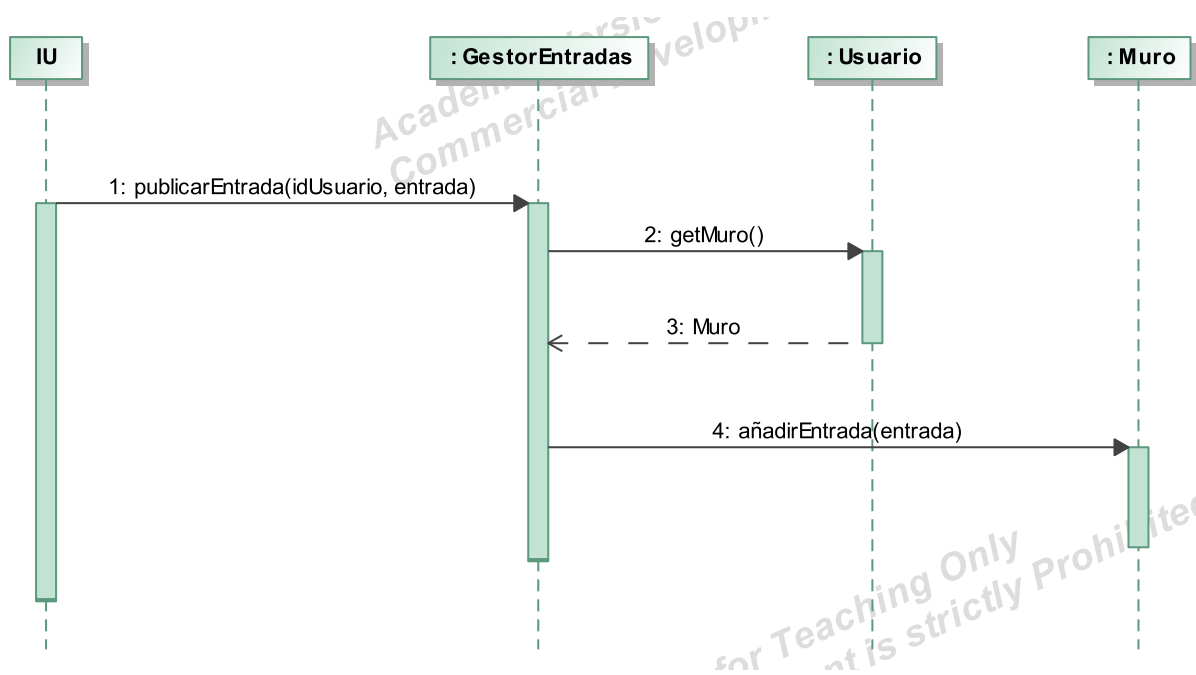 IU
: GestorEntradas
: Usuario
: Muro
1: publicarEntrada(idUsuario, entrada)
2: getMuro()
3: Muro
4: añadirEntrada(entrada)
for Teaching Only
is strictly